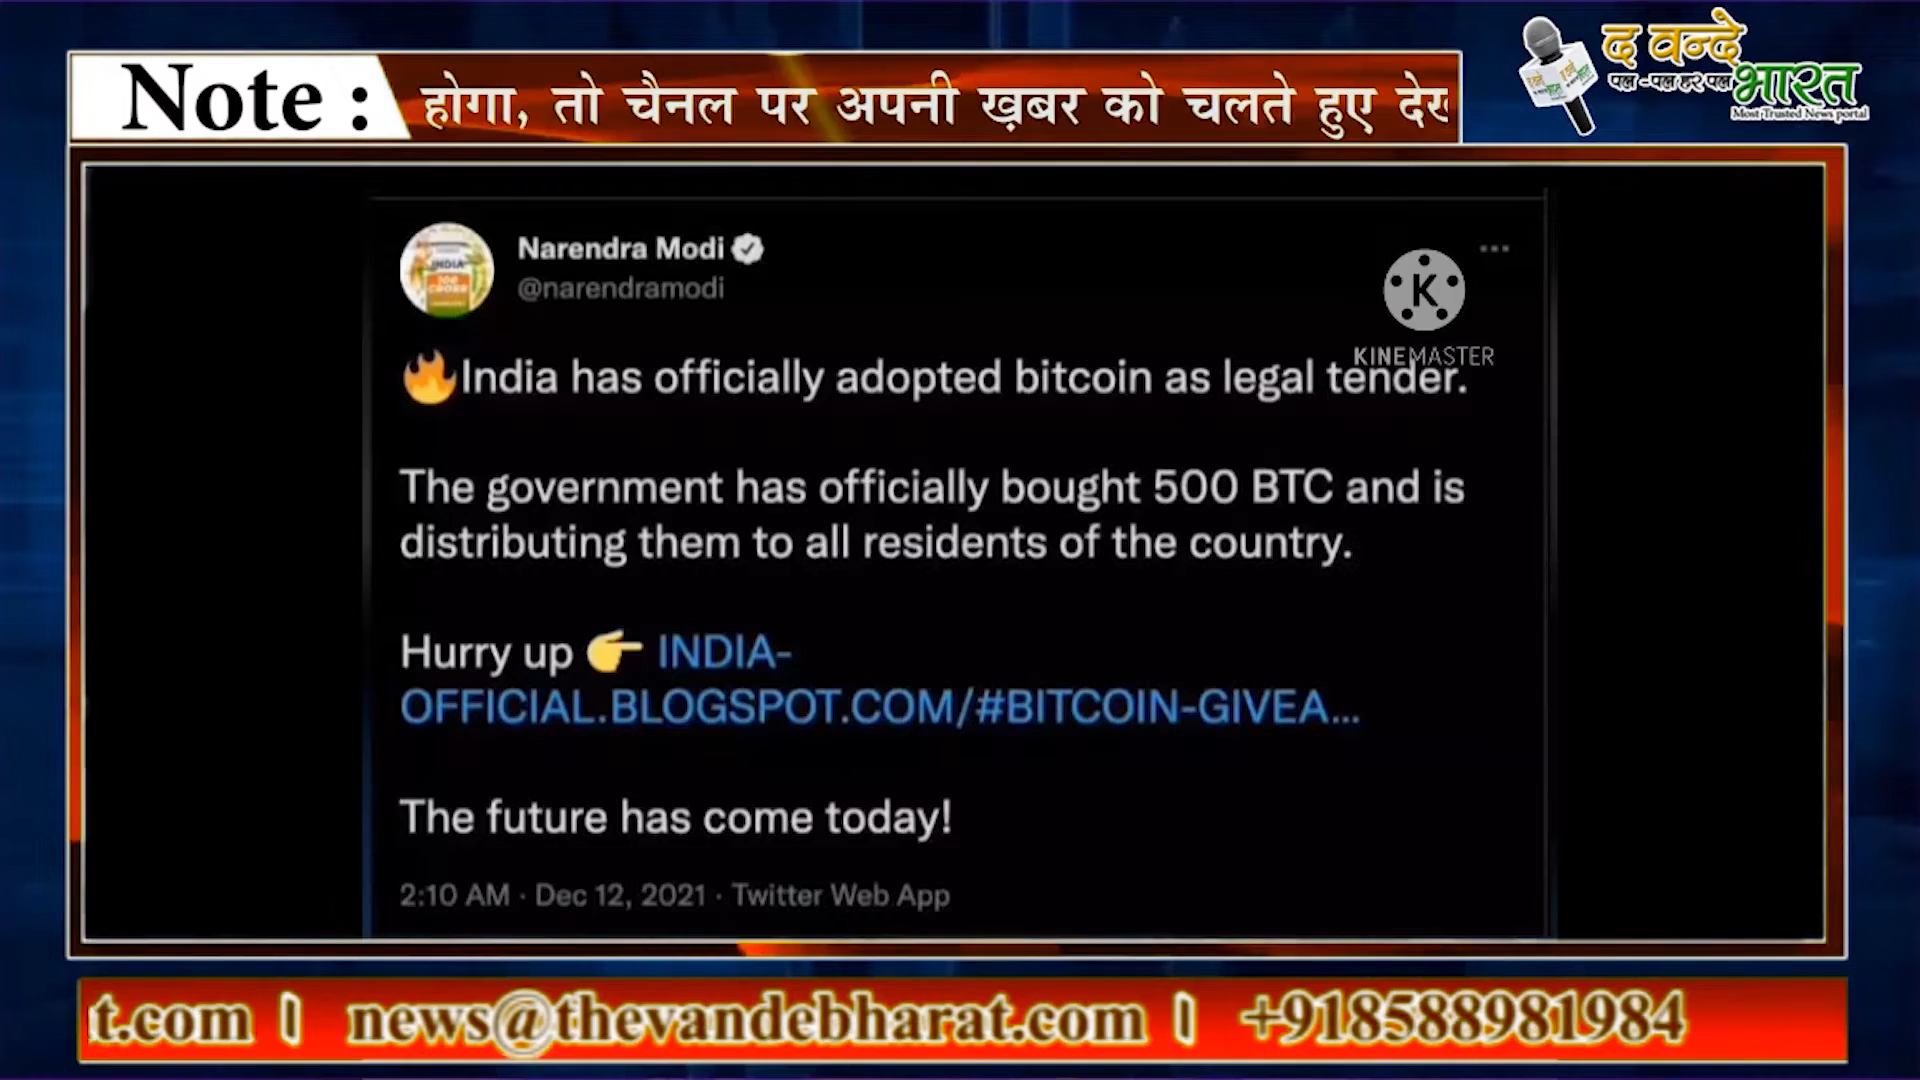 Note : होगा, तो चैनल पर अपनी ख़बर को चलते हुए
द वन्दे
पल -पल हर पल
भारत
Most Trusted News portal
Narendra Modi
@narendramodi
K
KINEMASTER
🔥India has officially adopted bitcoin as legal tender.
The government has officially bought 500 BTC and is
distributing them to all residents of the country.
Hurry up 👉 INDIA-
OFFICIAL.BLOGSPOT.COM/#BITCOIN-GIVEA...
The future has come today!
2:10 AM · Dec 12, 2021 · Twitter Web App
t.com । news@thevandebharat.com । +918588981984